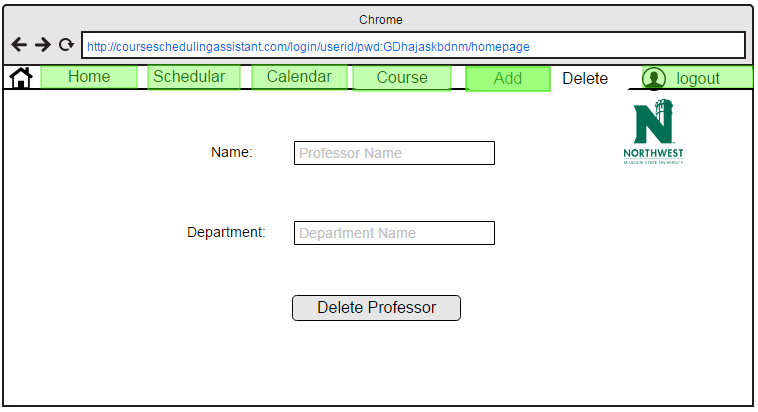 Chrome
http://courseschedulingassistant.com/login/userid/pwd:GDhajaskbdnm/homepage
Home Schedular Calendar Course Add Delete logout
N
NORTHWEST
MISSOURI STATE UNIVERSITY
Name: Professor Name
Department: Department Name
Delete Professor